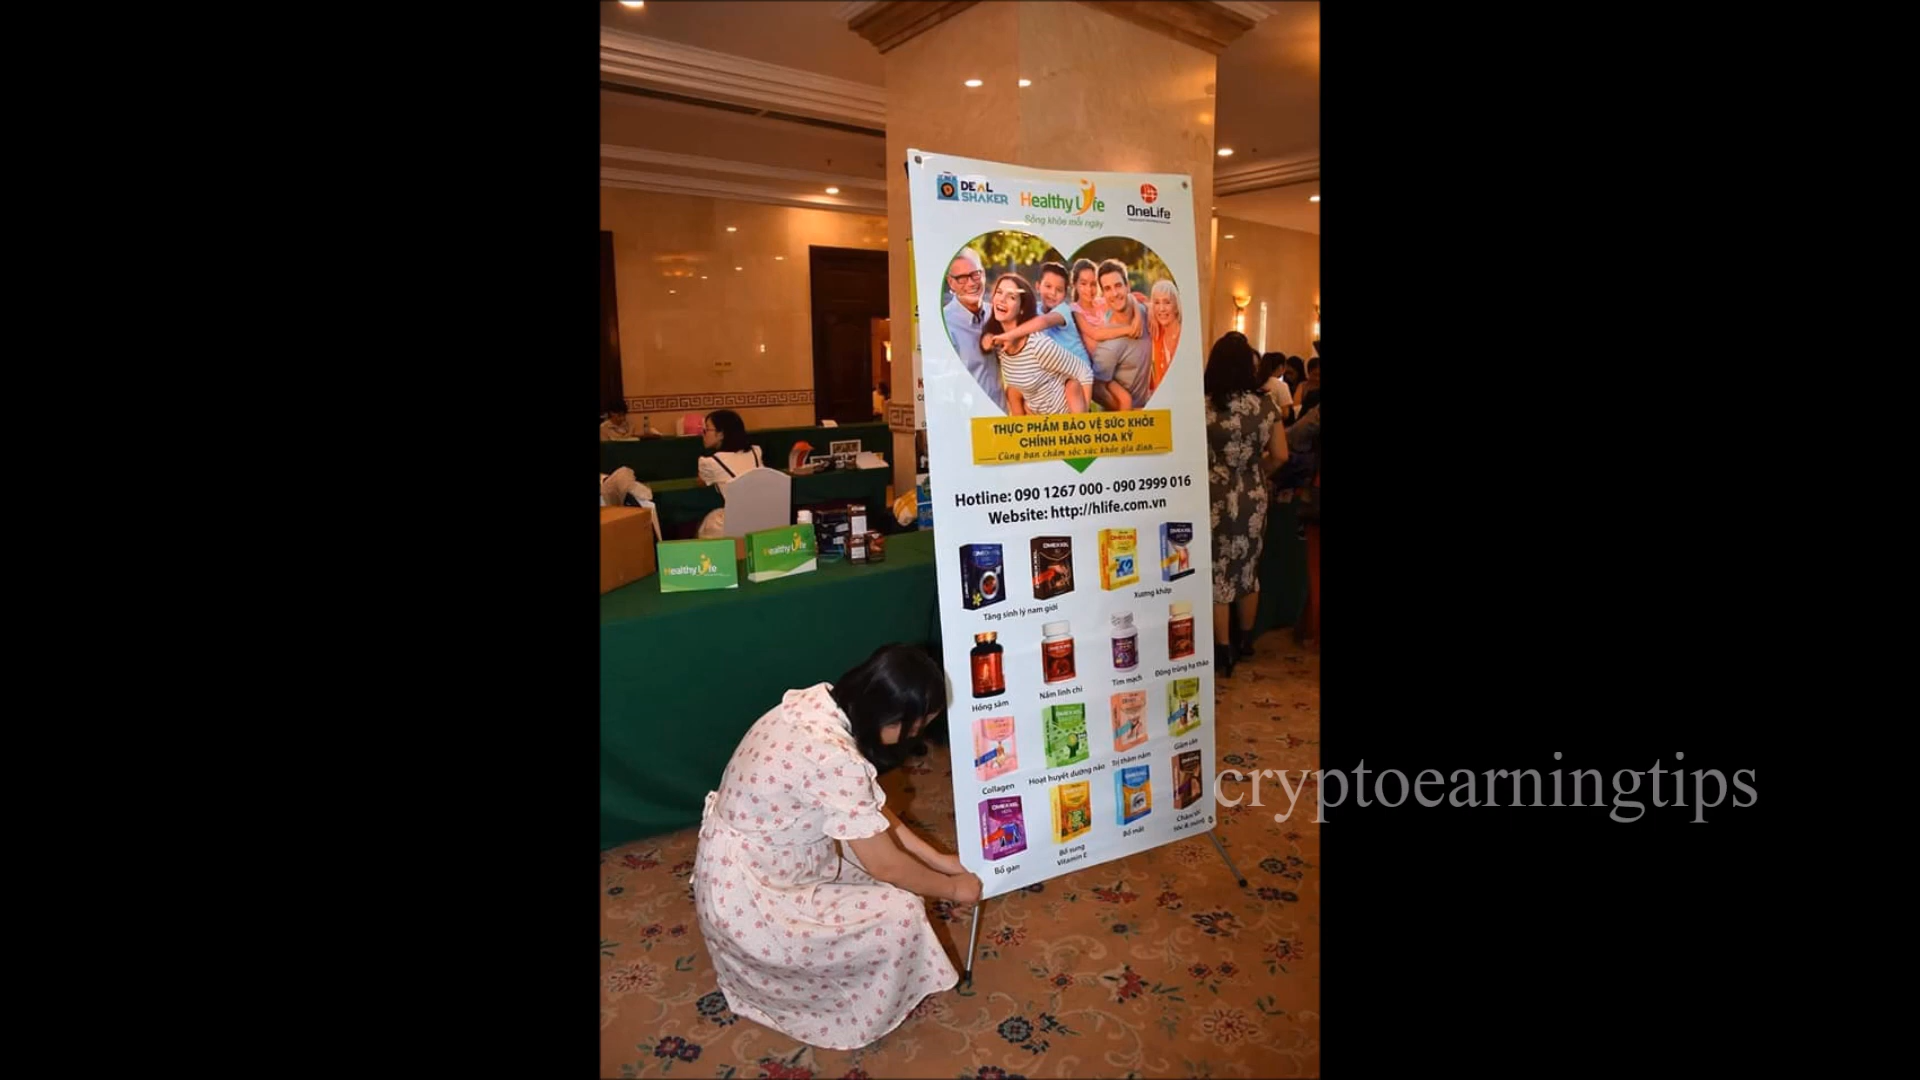 DEAL
SHAKER
Healthy Life
Sống khỏe mỗi ngày
OneLife
THỰC PHẨM BẢO VỆ SỨC KHỎE
CHÍNH HÃNG HOA KỲ
Cùng bạn chăm sóc sức khỏe gia đình
Hotline: 090 1267 000 - 090 2999 016
Website: http://hlife.com.vn
Tăng sinh lý nam giới
Xương khớp
Hồng sâm
Nấm linh chi
Tim mạch
Đông trùng hạ thảo
Collagen
Hoạt huyết dưỡng não
Trị thâm nám
Giảm cân
Bổ gan
Bổ sung
Vitamin E
Bổ mắt
Healthy Life
Healthy Life
cryptoearningtips